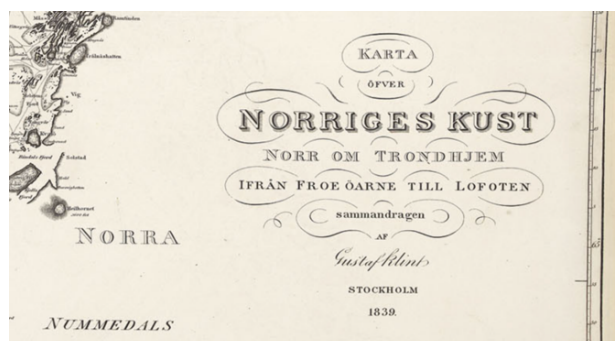 KARTA
ÖFVER
NORRIGES KUST
NORR OM TRONDHJEM
IFRÅN FROE ÖARNE TILL LOFOTEN
sammandragen
AF
Gustaf Klint
STOCKHOLM
1839.
Vig
NORRA
NUMMEDALS